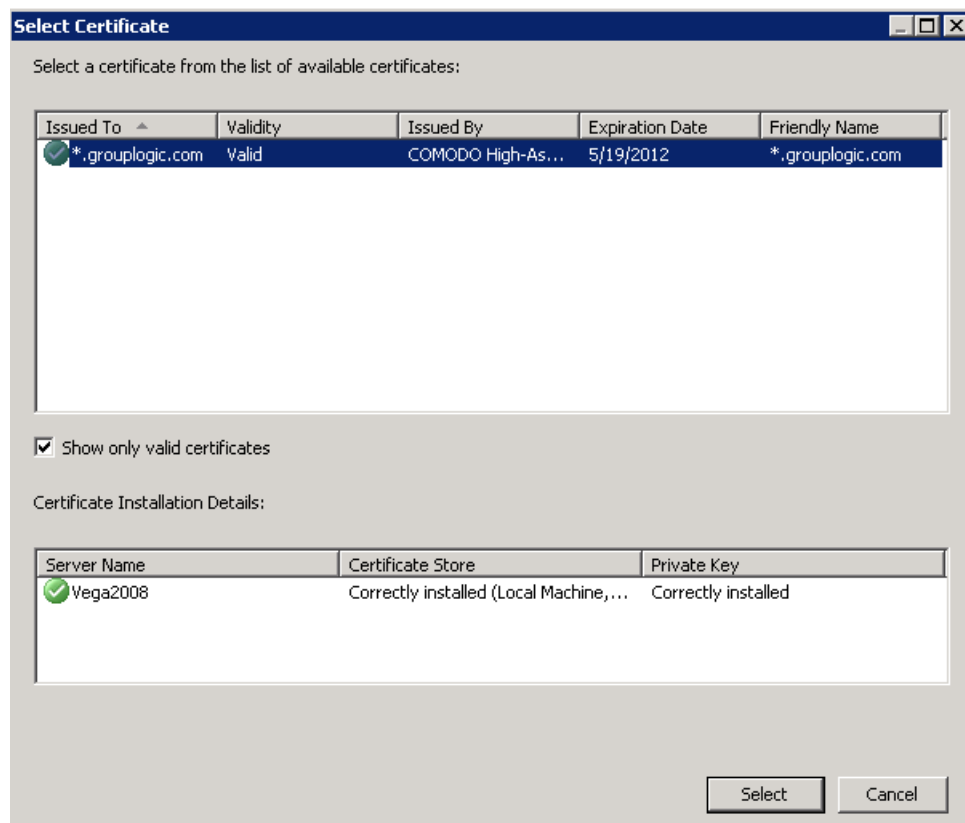 Select Certificate
Select a certificate from the list of available certificates:
Issued To Validity Issued By Expiration Date Friendly Name
*.grouplogic.com Valid COMODO High-As... 5/19/2012 *.grouplogic.com
Show only valid certificates
Certificate Installation Details:
Server Name Certificate Store Private Key
Vega2008 Correctly installed (Local Machine,... Correctly installed
Select Cancel